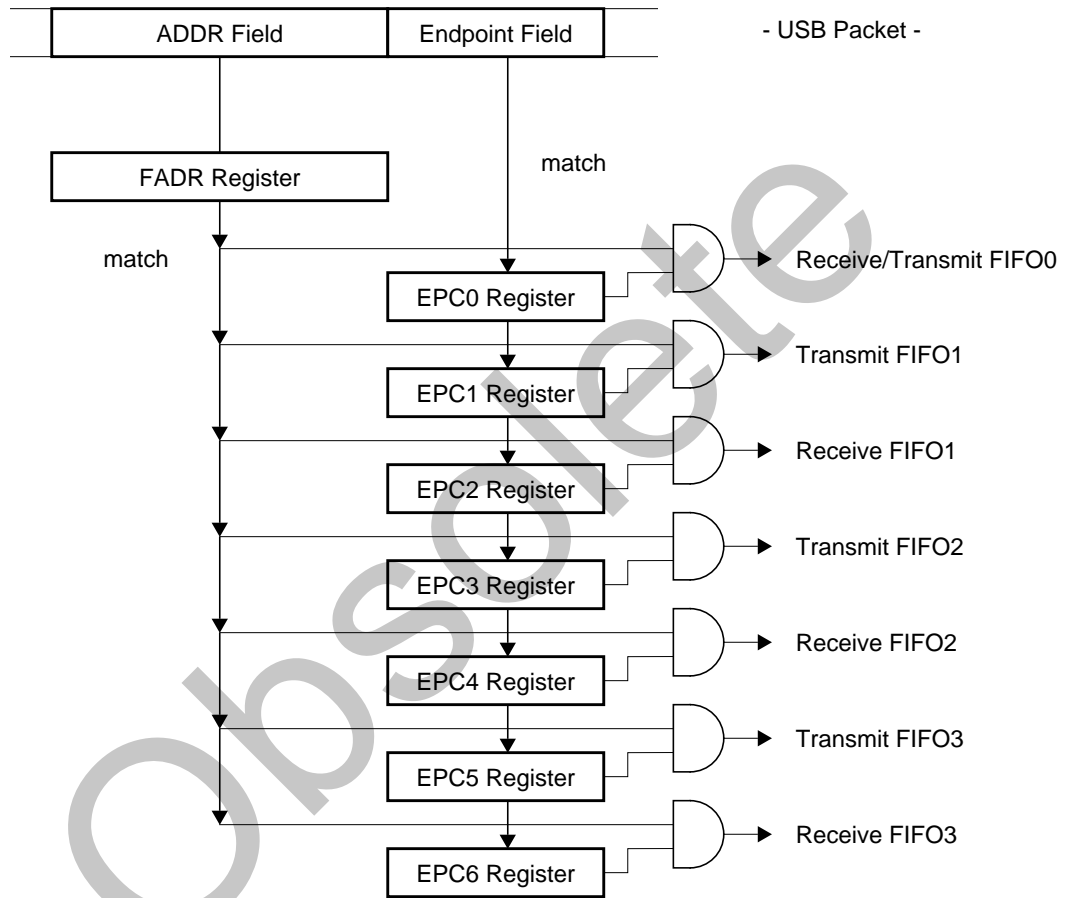 ADDR Field Endpoint Field - USB Packet -
match
FADR Register
match
Receive/Transmit FIFO0
EPC0 Register
Transmit FIFO1
EPC1 Register
Receive FIFO1
EPC2 Register
Transmit FIFO2
EPC3 Register
Receive FIFO2
EPC4 Register
Transmit FIFO3
EPC5 Register
Receive FIFO3
EPC6 Register
Obsolete